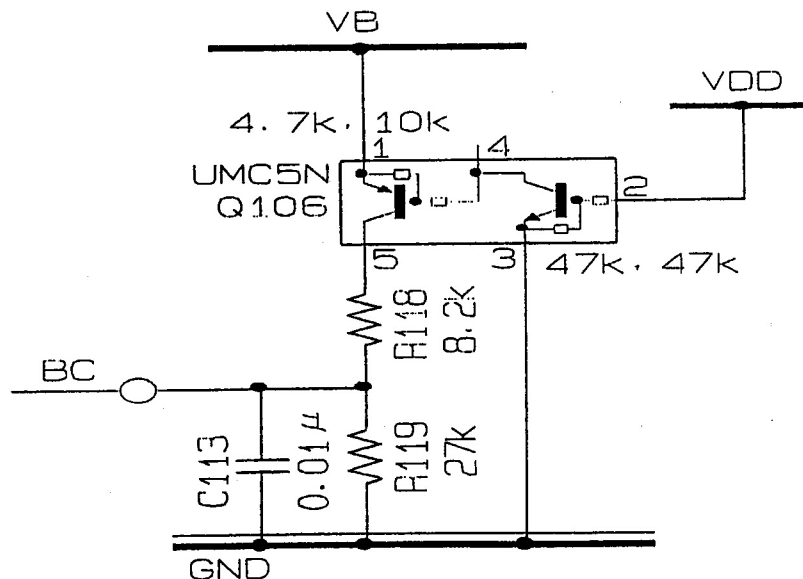 VB
VDD
4. 7K. 10K
1
4
UMC5N
Q106
2
5
3
47K. 47K
R118
8.2K
BC
C113
0.01μ
R119
27K
GND